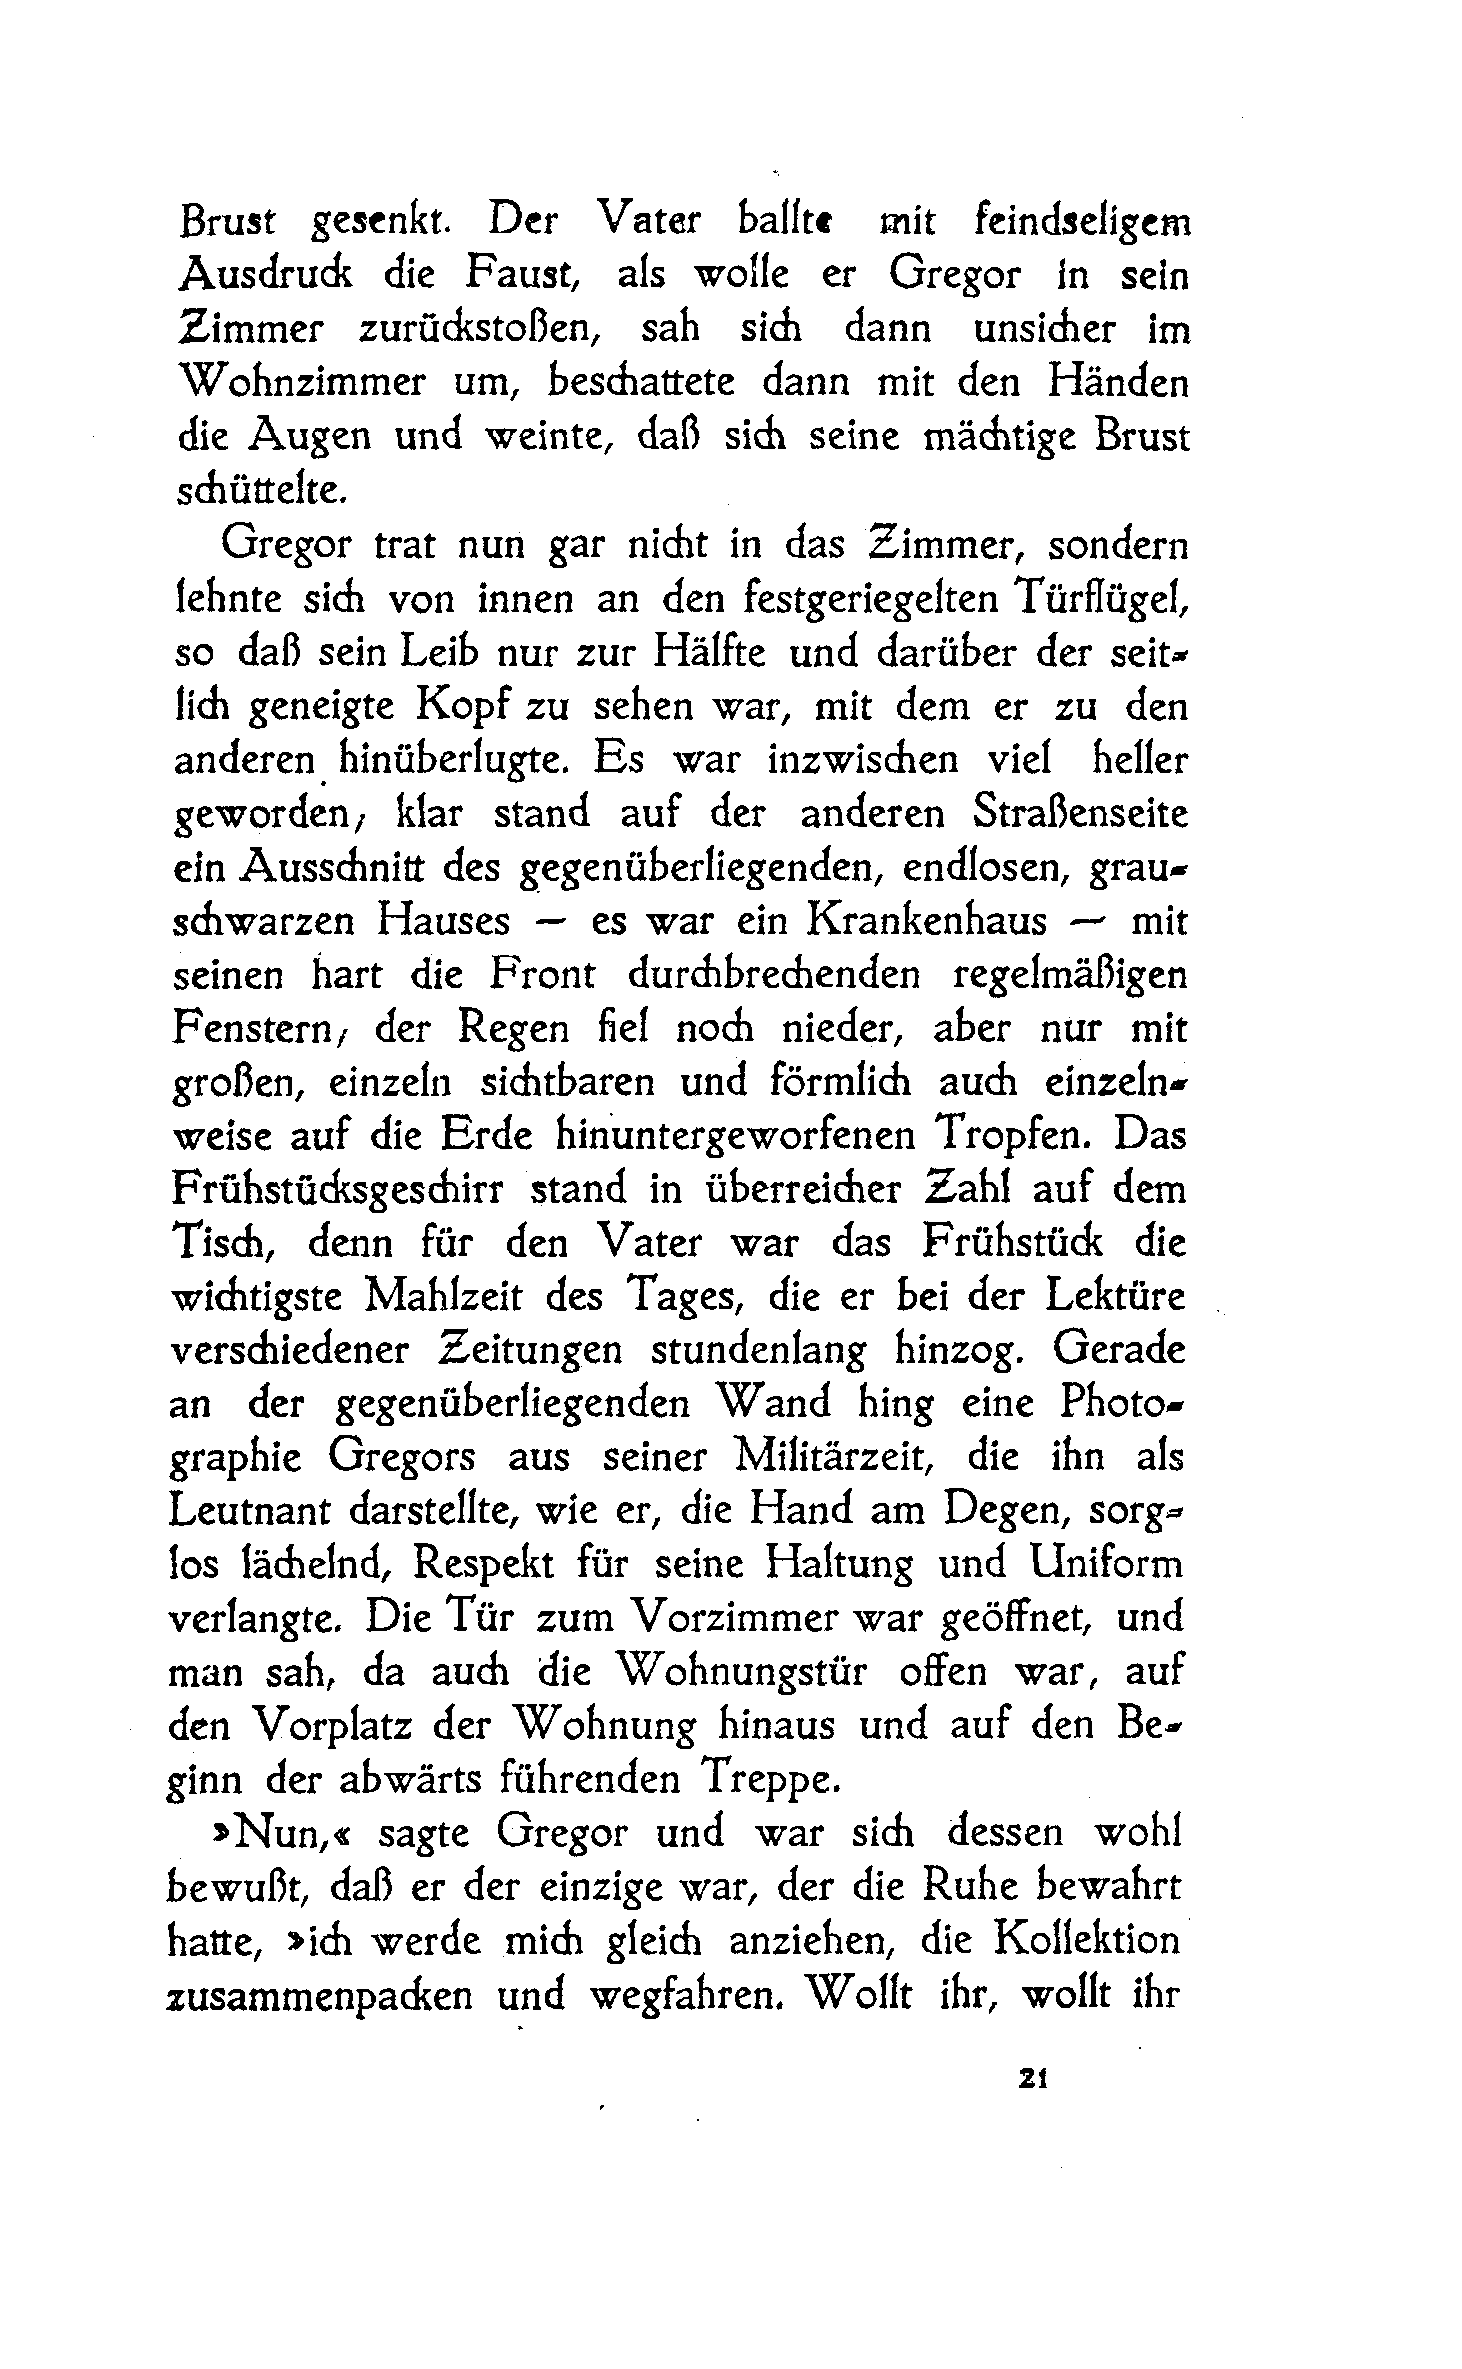 Brust gesenkt. Der Vater ballte mit feindseligem
Ausdruck die Faust, als wolle er Gregor in sein
Zimmer zurückstoßen, sah sich dann unsicher im
Wohnzimmer um, beschattete dann mit den Händen
die Augen und weinte, daß sich seine mächtige Brust
schüttelte.
Gregor trat nun gar nicht in das Zimmer, sondern
lehnte sich von innen an den festgeriegelten Türflügel,
so daß sein Leib nur zur Hälfte und darüber der seit-
lich geneigte Kopf zu sehen war, mit dem er zu den
anderen hinüberlugte. Es war inzwischen viel heller
geworden; klar stand auf der anderen Straßenseite
ein Ausschnitt des gegenüberliegenden, endlosen, grau-
schwarzen Hauses — es war ein Krankenhaus — mit
seinen hart die Front durchbrechenden regelmäßigen
Fenstern; der Regen fiel noch nieder, aber nur mit
großen, einzeln sichtbaren und förmlich auch einzeln-
weise auf die Erde hinuntergeworfenen Tropfen. Das
Frühstücksgeschirr stand in überreicher Zahl auf dem
Tisch, denn für den Vater war das Frühstück die
wichtigste Mahlzeit des Tages, die er bei der Lektüre
verschiedener Zeitungen stundenlang hinzog. Gerade
an der gegenüberliegenden Wand hing eine Photo-
graphie Gregors aus seiner Militärzeit, die ihn als
Leutnant darstellte, wie er, die Hand am Degen, sorg-
los lächelnd, Respekt für seine Haltung und Uniform
verlangte. Die Tür zum Vorzimmer war geöffnet, und
man sah, da auch die Wohnungstür offen war, auf
den Vorplatz der Wohnung hinaus und auf den Be-
ginn der abwärts führenden Treppe.
»Nun,« sagte Gregor und war sich dessen wohl
bewußt, daß er der einzige war, der die Ruhe bewahrt
hatte, »ich werde mich gleich anziehen, die Kollektion
zusammenpacken und wegfahren. Wollt ihr, wollt ihr
21